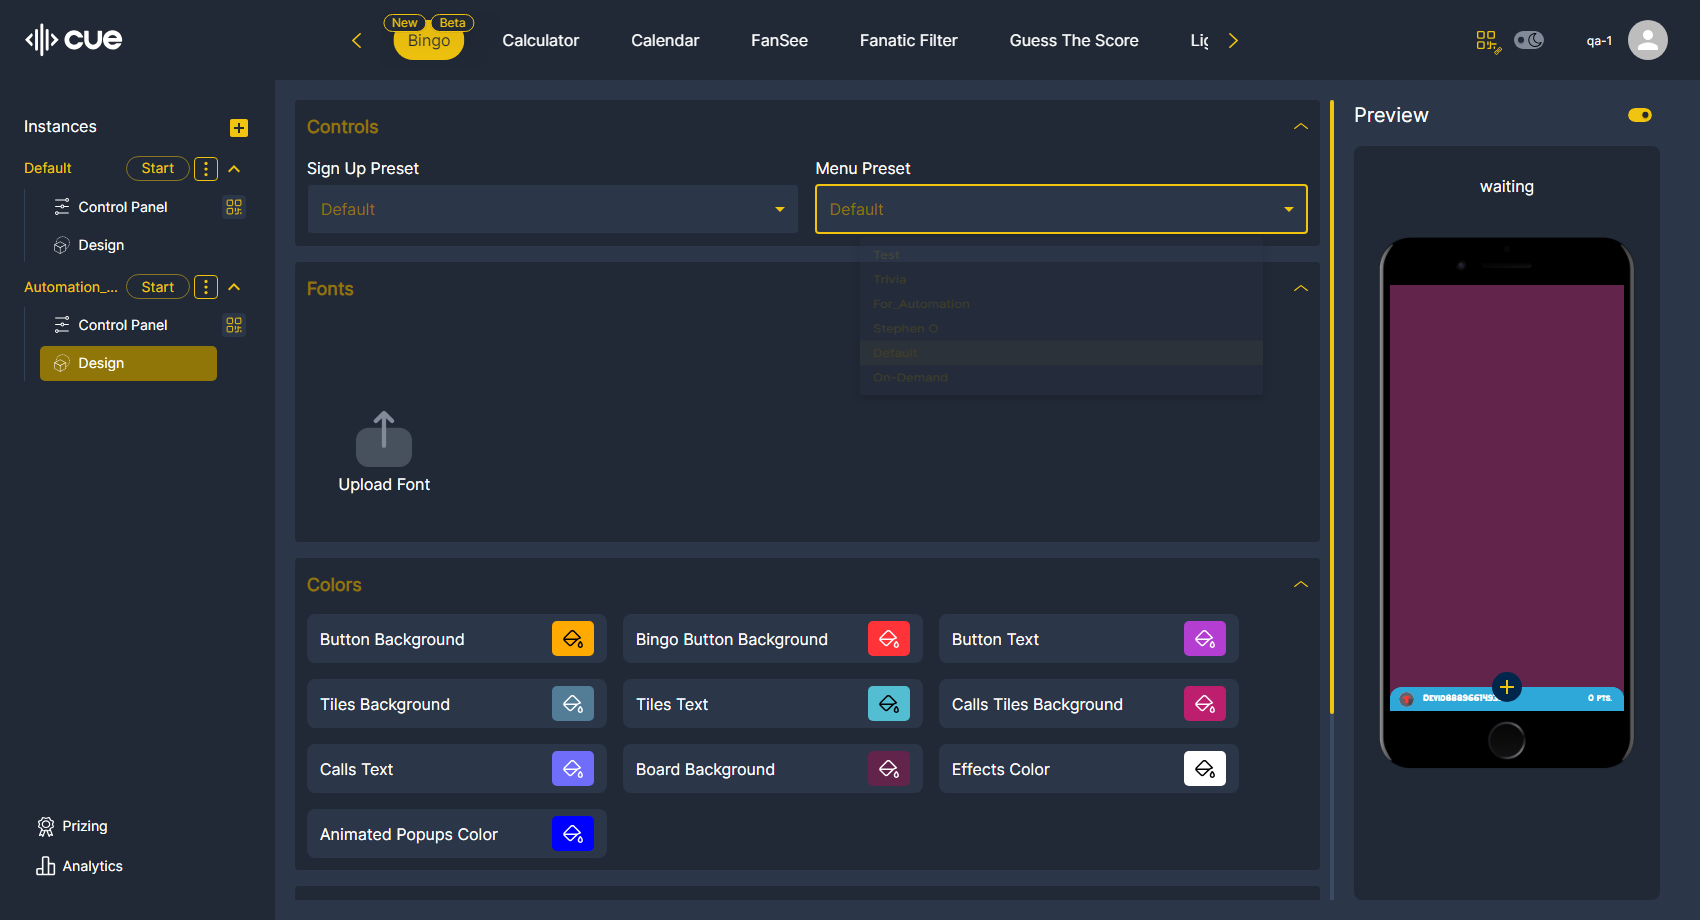 cue
New Beta
Bingo Calculator Calendar FanSee Fanatic Filter Guess The Score
qa-1
Instances
Default Start
Control Panel
Design
Automation_... Start
Control Panel
Design
Prizing
Analytics
Controls
Sign Up Preset Menu Preset
Default Default
Test
Trivia
For_Automation
Stephen O
Default
On-Demand
Fonts
Upload Font
Colors
Button Background Bingo Button Background Button Text
Tiles Background Tiles Text Calls Tiles Background
Calls Text Board Background Effects Color
Animated Popups Color
Preview
waiting
0 PTS.